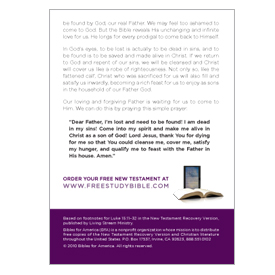 be found by God, our real Father. We may feel too ashamed to
come to God. But the Bible reveals His unchanging and infinite
love for us. He longs for every prodigal to come back to Himself.
In God's eyes, to be lost is actually to be dead in sins, and to
be found is to be saved and made alive in Christ. If we return
to God and repent of our sins, we will be cleansed and Christ
will cover us like a robe of righteousness. Not only so, like the
fattened calf, Christ who was sacrificed for us will also fill and
satisfy us inwardly, becoming a rich feast for us to enjoy as sons
in the household of our Father God.
Our loving and forgiving Father is waiting for us to come to
Him. We can do this by praying this simple prayer:
"Dear Father, I'm lost and need to be found! I am dead
in my sins! Come into my spirit and make me alive in
Christ as a son of God! Lord Jesus, thank You for dying
for me so that You could cleanse me, cover me, satisfy
my hunger, and qualify me to feast with the Father in
His house. Amen."
ORDER YOUR FREE NEW TESTAMENT AT
WWW.FREESTUDYBIBLE.COM
Based on footnotes for Luke 15:11-32 in the New Testament Recovery Version,
published by Living Stream Ministry.
Bibles for America (BfA) is a nonprofit organization whose mission is to distribute
free copies of the New Testament Recovery Version and Christian literature
throughout the United States. P.O. Box 17537, Irvine, CA 92623, 888.551.0102
© 2010 Bibles for America. All rights reserved.